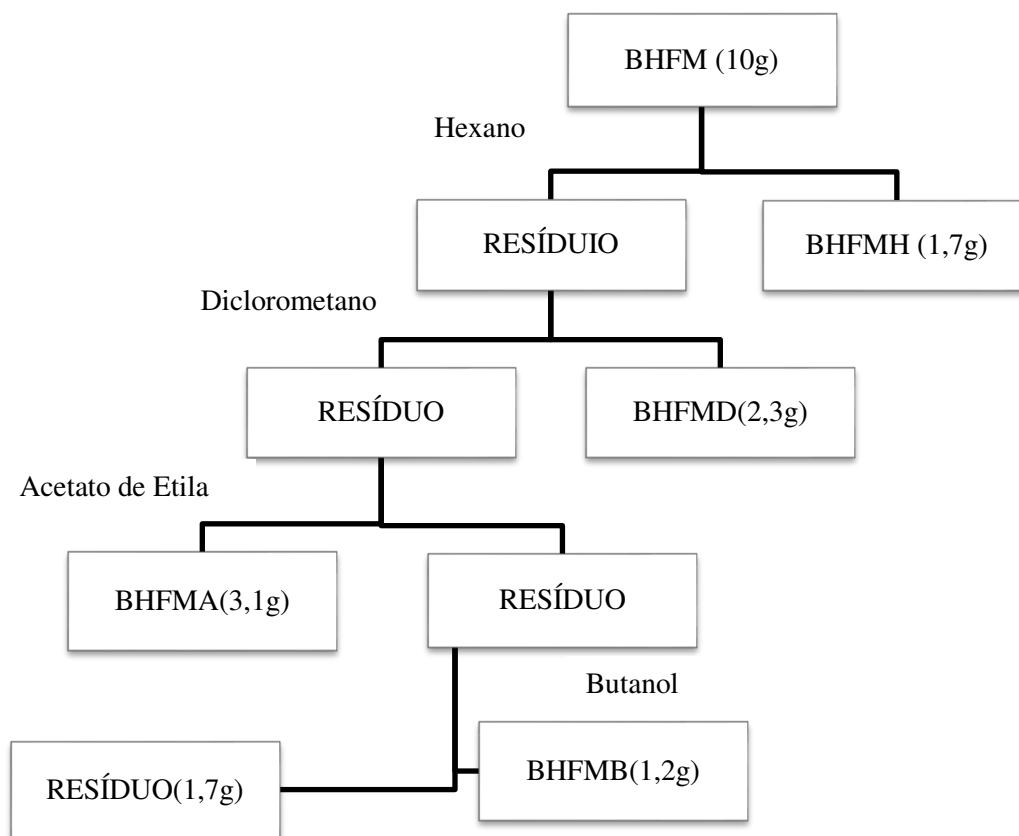 BHFM (10g)
Hexano
RESÍDUIO
BHFMH (1,7g)
Diclorometano
RESÍDUO
BHFMD(2,3g)
Acetato de Etila
BHFMA(3,1g)
RESÍDUO
Butanol
RESÍDUO(1,7g)
BHFMB(1,2g)